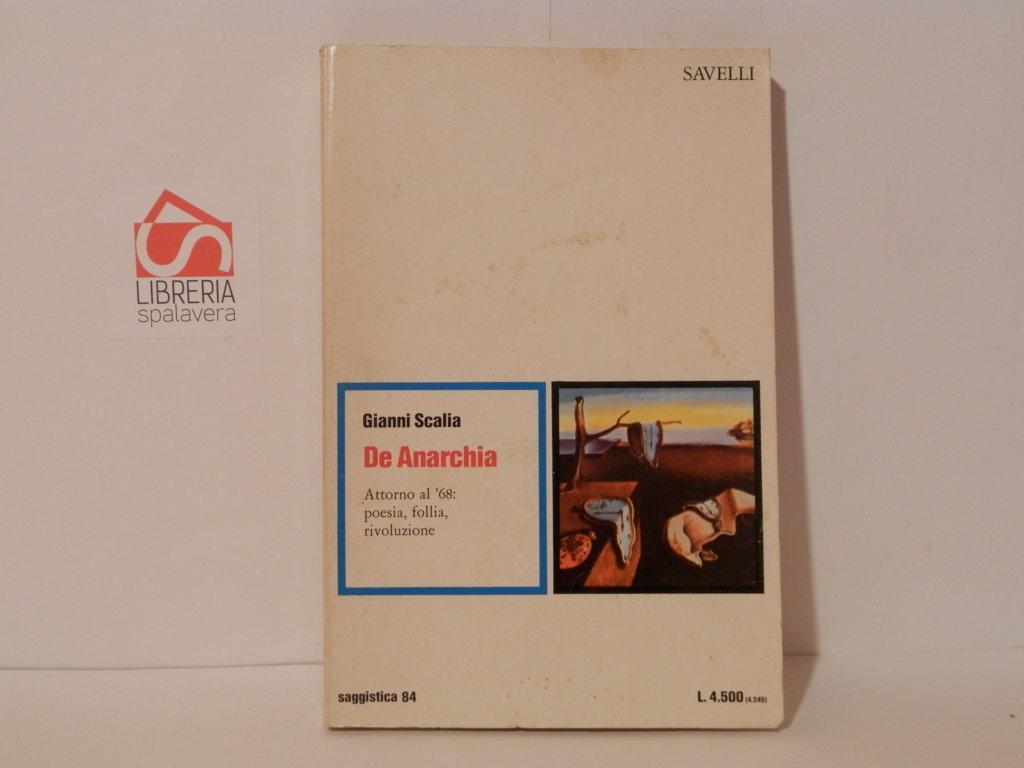 SAVELLI
LIBRERIA
spalavera
Gianni Scalia
De Anarchia
Attorno al '68:
poesia, follia,
rivoluzione
saggistica 84
L. 4.500 (4.245)